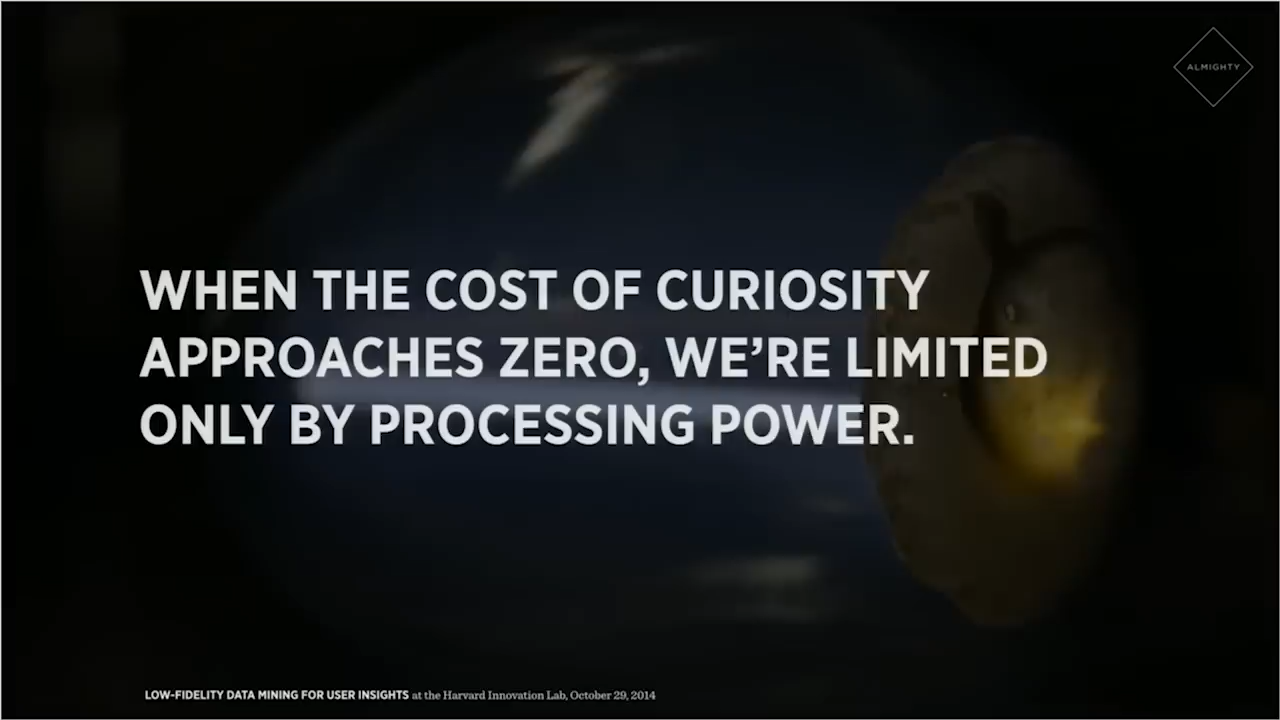 ALMIGHTY
WHEN THE COST OF CURIOSITY
APPROACHES ZERO, WE’RE LIMITED
ONLY BY PROCESSING POWER.
LOW-FIDELITY DATA MINING FOR USER INSIGHTS at the Harvard Innovation Lab, October 29, 2014